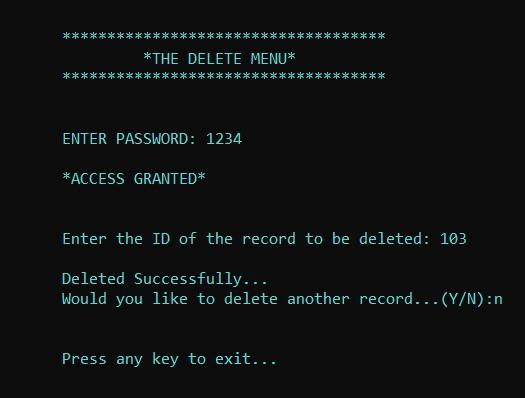 ************************************
*THE DELETE MENU*
************************************
ENTER PASSWORD: 1234
*ACCESS GRANTED*
Enter the ID of the record to be deleted: 103
Deleted Successfully...
Would you like to delete another record...(Y/N):n
Press any key to exit...